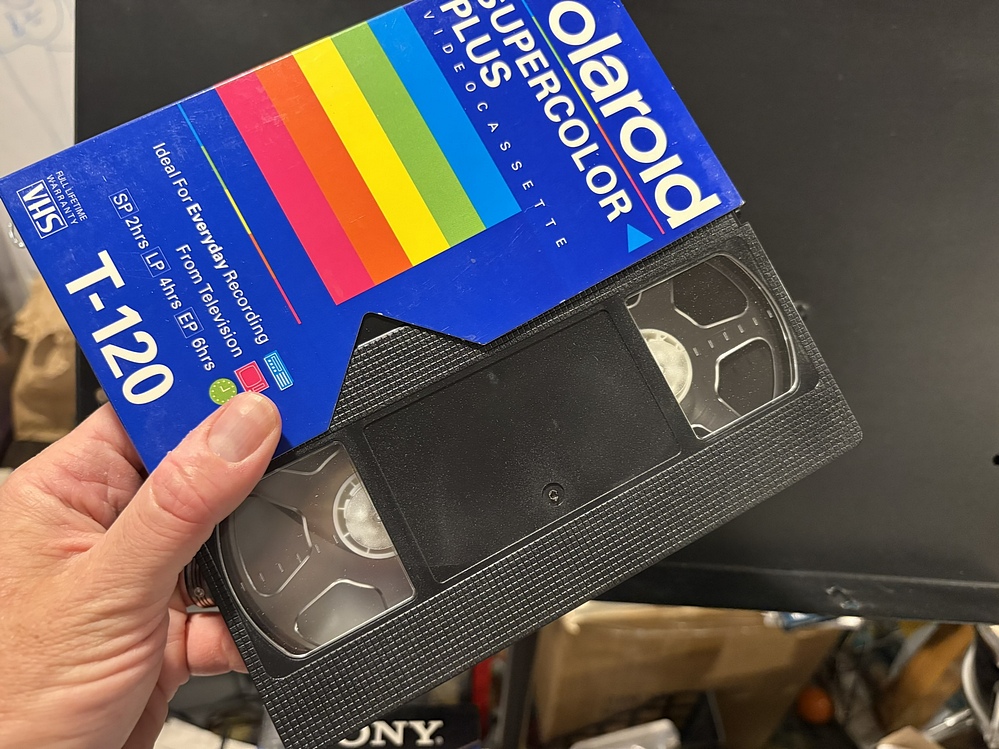 olaroid
SUPERCOLOR
PLUS
VIDEOCASSETTE
Ideal For Everyday Recording
From Television
SP 2hrs LP 4hrs EP 6hrs
FULL LIFETIME
WARRANTY
VHS
T-120
ONY.